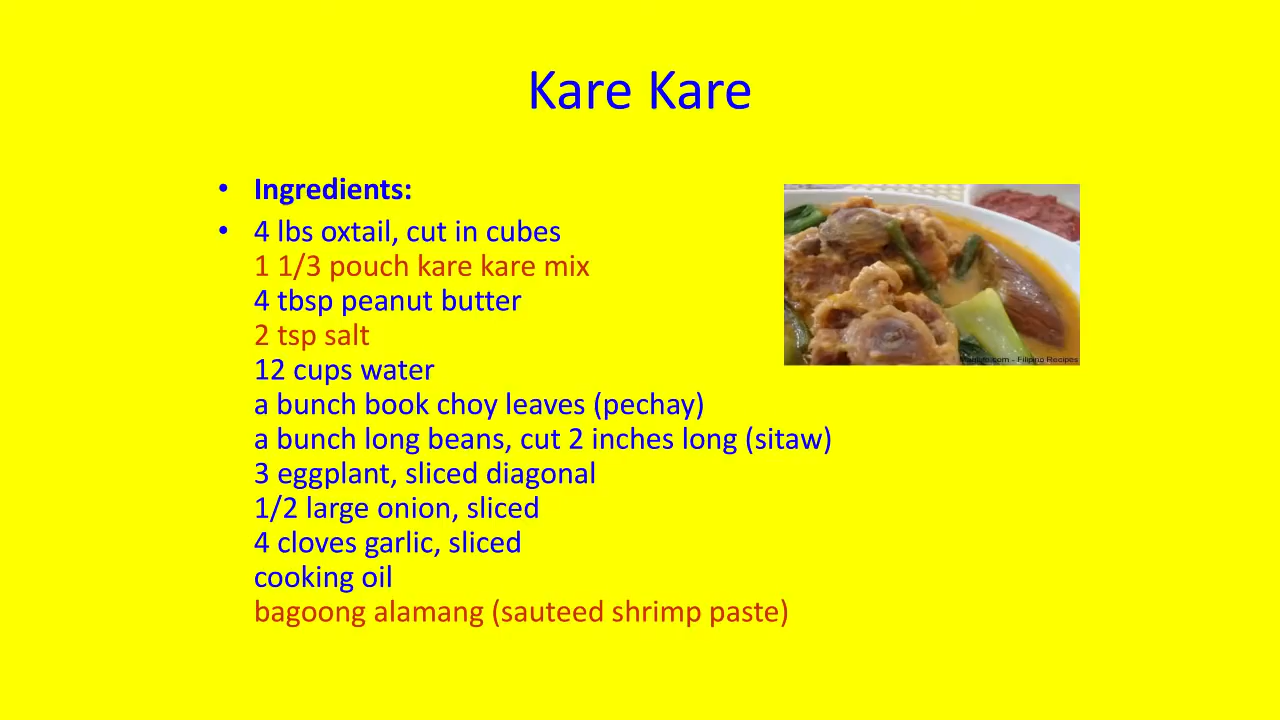 Kare Kare
• Ingredients:
• 4 lbs oxtail, cut in cubes
1 1/3 pouch kare kare mix
4 tbsp peanut butter
2 tsp salt
12 cups water
a bunch book choy leaves (pechay)
a bunch long beans, cut 2 inches long (sitaw)
3 eggplant, sliced diagonal
1/2 large onion, sliced
4 cloves garlic, sliced
cooking oil
bagoong alamang (sauteed shrimp paste)
- Filipino Recipes